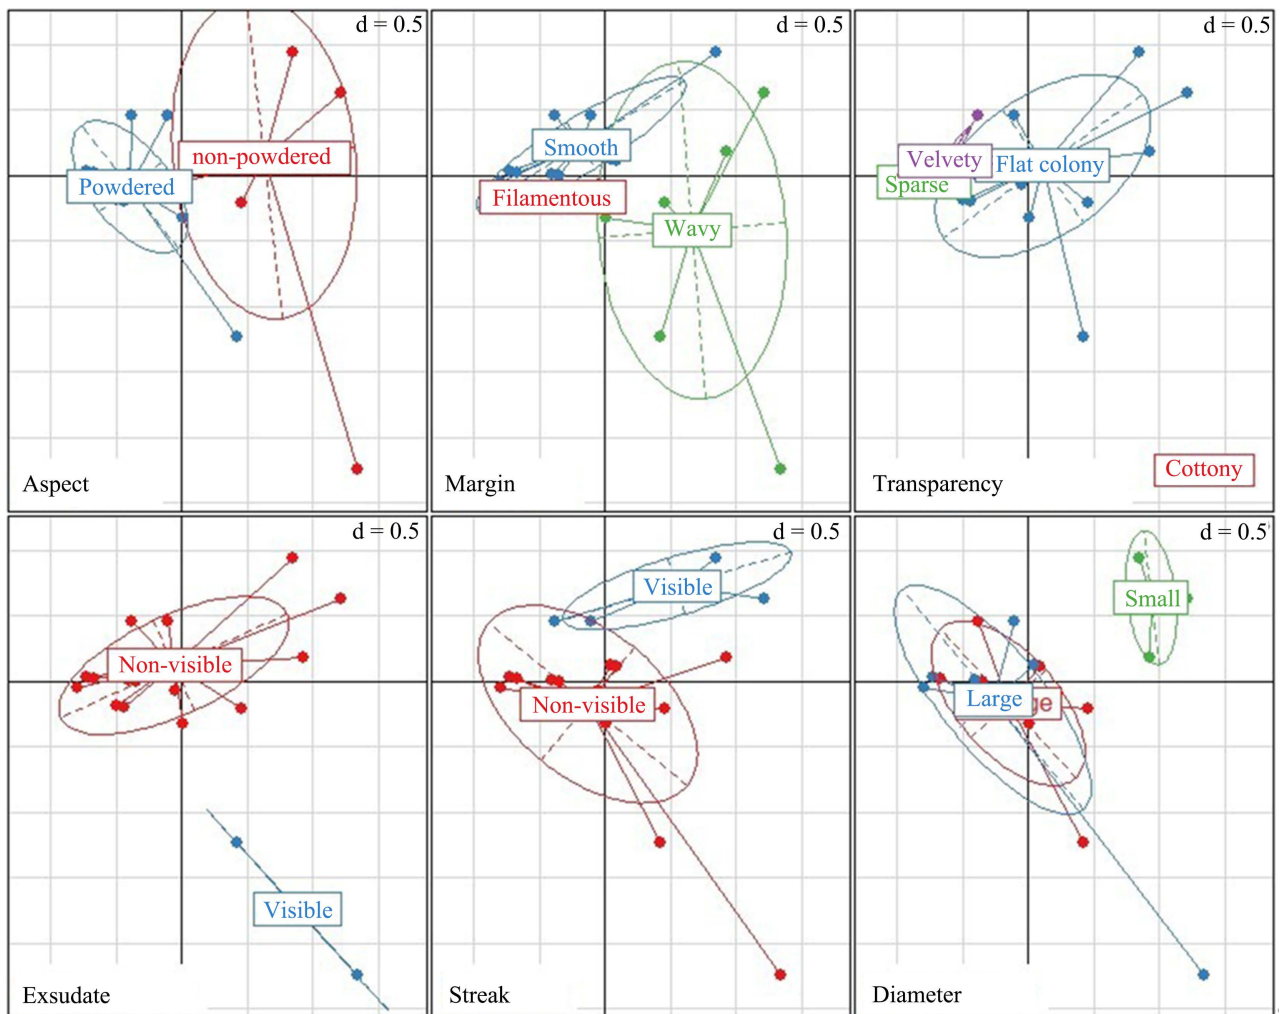 d = 0.5
non-powdered
Powdered
Aspect
d = 0.5
Smooth
Filamentous
Wavy
Margin
d = 0.5
Velvety
Flat colony
Sparse
Cottony
Transparency
d = 0.5
Non-visible
Visible
Exsudate
d = 0.5
Visible
Non-visible
Streak
d = 0.5
Small
Large
Diameter